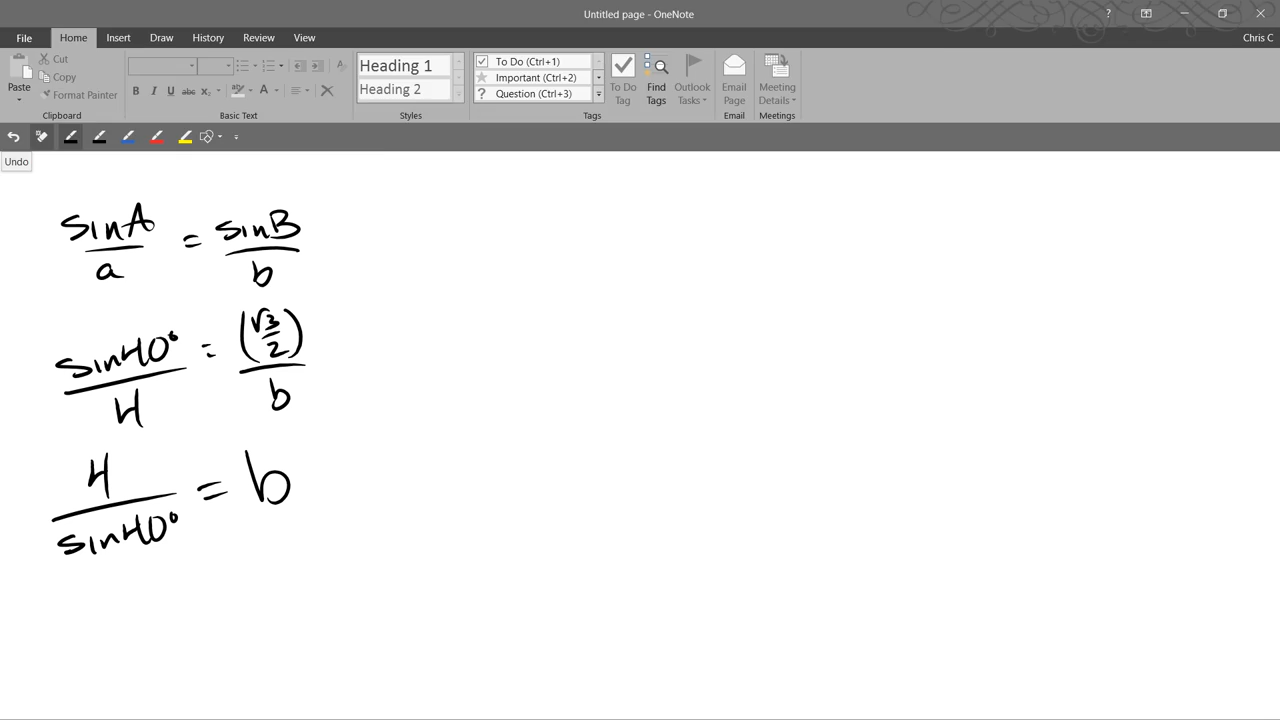 Untitled page - OneNote
?
File Home Insert Draw History Review View
Chris C
Paste
Cut
Copy
Format Painter
Clipboard
B I U abc x₂ A
Basic Text
Heading 1
Heading 2
Styles
To Do (Ctrl+1)
Important (Ctrl+2)
? Question (Ctrl+3)
To Do Tag
Find Tags
Outlook Tasks
Tags
Email Page
Email
Meeting Details
Meetings
Undo
sinA/a = sinB/b
sin40°/4 = (√3/2)/b
4/sin40° = b